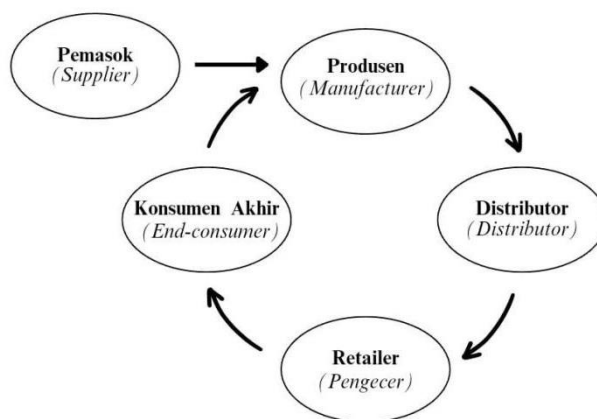 Pemasok
(Supplier)
Produsen
(Manufacturer)
Konsumen Akhir
(End-consumer)
Distributor
(Distributor)
Retailer
(Pengecer)